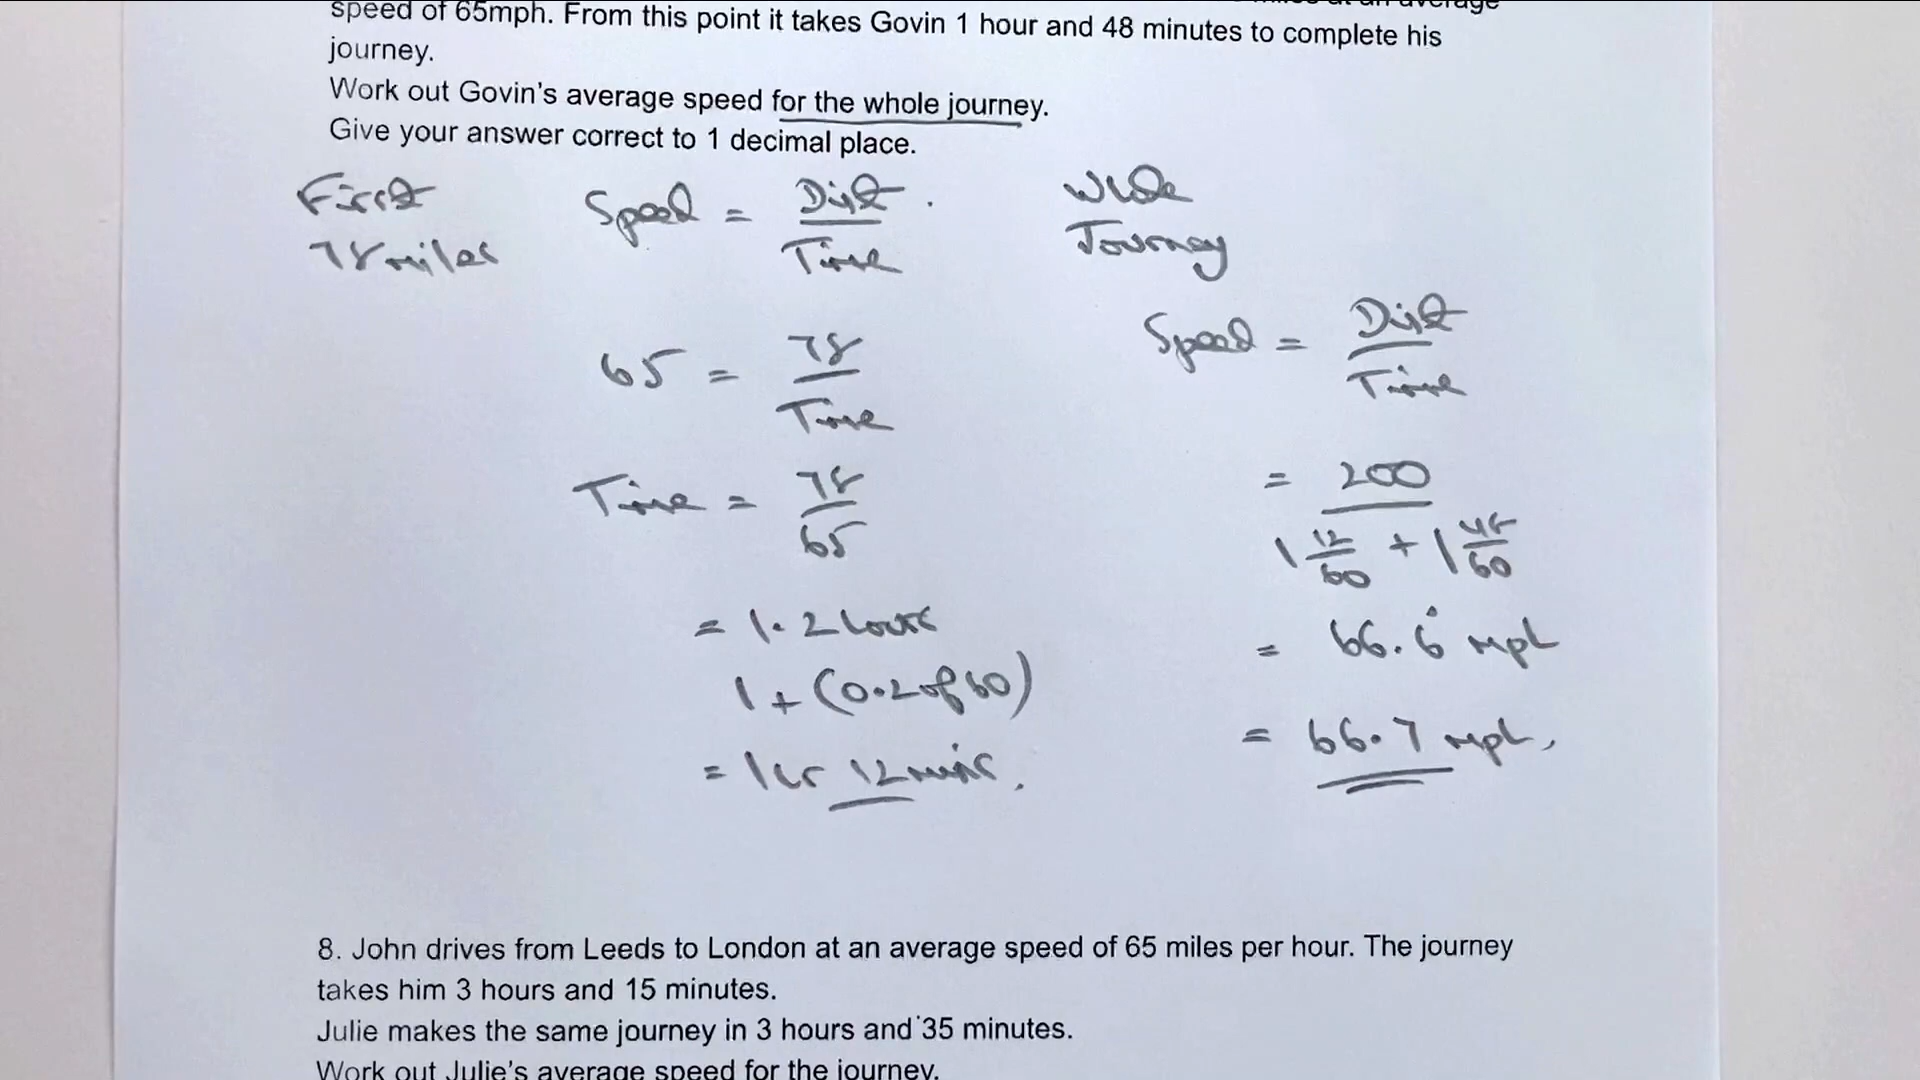 speed of 65mph. From this point it takes Govin 1 hour and 48 minutes to complete his
journey.
Work out Govin's average speed for the whole journey.
Give your answer correct to 1 decimal place.
First
78 miles
Speed = Dist / Time
65 = 78 / Time
Time = 78 / 65
= 1.2 hours
1 + (0.2 of 60)
= 1hr 12 mins.
Whole
Journey
Speed = Dist / Time
= 200 / 1 12/60 + 1 48/60
= 66.6̇ mph
= 66.7 mph.
8. John drives from Leeds to London at an average speed of 65 miles per hour. The journey
takes him 3 hours and 15 minutes.
Julie makes the same journey in 3 hours and 35 minutes.
Work out Julie's average speed for the journey.